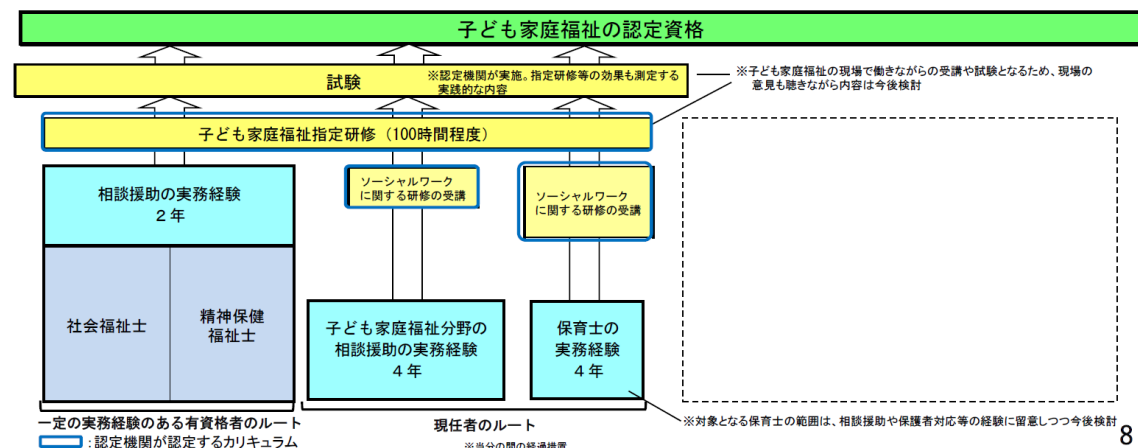 子ども家庭福祉の認定資格
試験
※認定機関が実施。指定研修等の効果も測定する
実践的な内容
※子ども家庭福祉の現場で働きながらの受講や試験となるため、現場の
意見も聴きながら内容は今後検討
子ども家庭福祉指定研修（100時間程度）
相談援助の実務経験
２年
ソーシャルワーク
に関する研修の受講
ソーシャルワーク
に関する研修の受講
社会福祉士
精神保健
福祉士
子ども家庭福祉分野の
相談援助の実務経験
４年
保育士の
実務経験
４年
一定の実務経験のある有資格者のルート
現任者のルート
※対象となる保育士の範囲は、相談援助や保護者対応等の経験に留意しつつ今後検討
：認定機関が認定するカリキュラム
※当分の間の経過措置
8